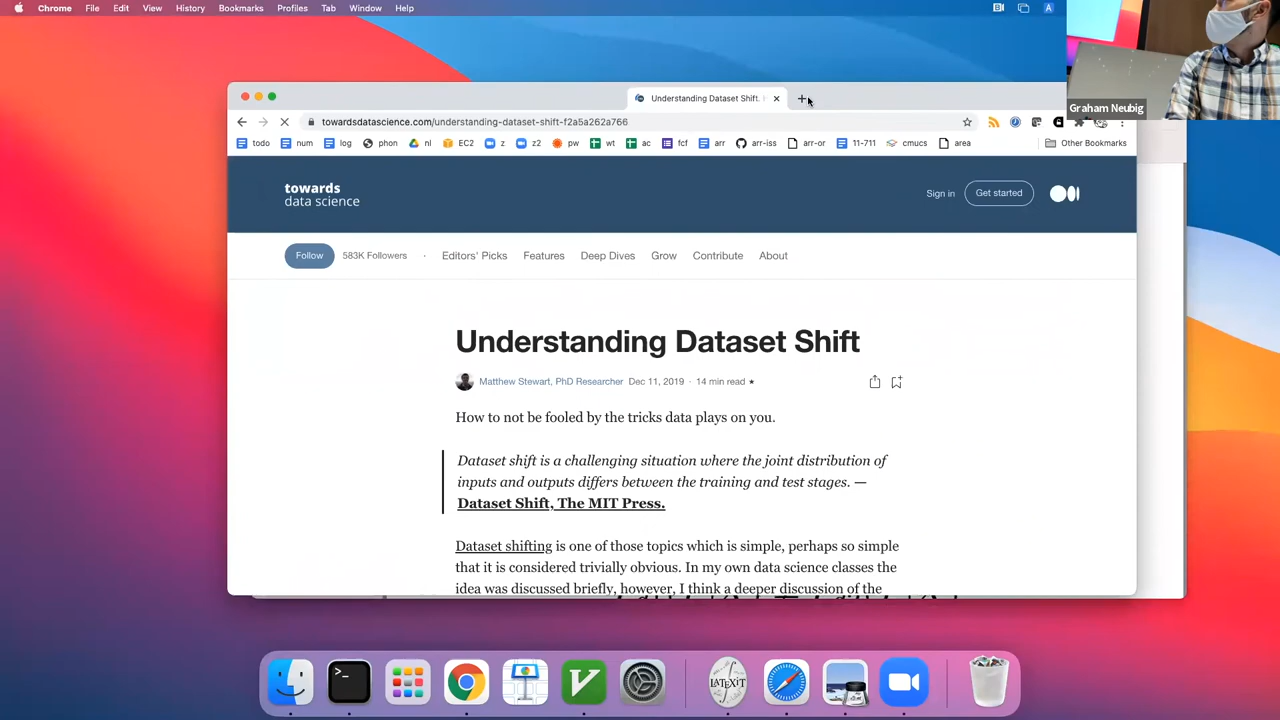 Chrome File Edit View History Bookmarks Profiles Tab Window Help
A
Graham Neubig
Understanding Dataset Shift.
towardsdatascience.com/understanding-dataset-shift-f2a5a262a766
todo num log phon nl EC2 z z2 pw wt ac fcf arr arr-iss arr-or 11-711 cmucs area Other Bookmarks
towards
data science
Sign in Get started
Follow 583K Followers · Editors' Picks Features Deep Dives Grow Contribute About
Understanding Dataset Shift
Matthew Stewart, PhD Researcher Dec 11, 2019 · 14 min read
How to not be fooled by the tricks data plays on you.
Dataset shift is a challenging situation where the joint distribution of
inputs and outputs differs between the training and test stages. —
Dataset Shift, The MIT Press.
Dataset shifting is one of those topics which is simple, perhaps so simple
that it is considered trivially obvious. In my own data science classes the
idea was discussed briefly, however, I think a deeper discussion of the
LATEXiT